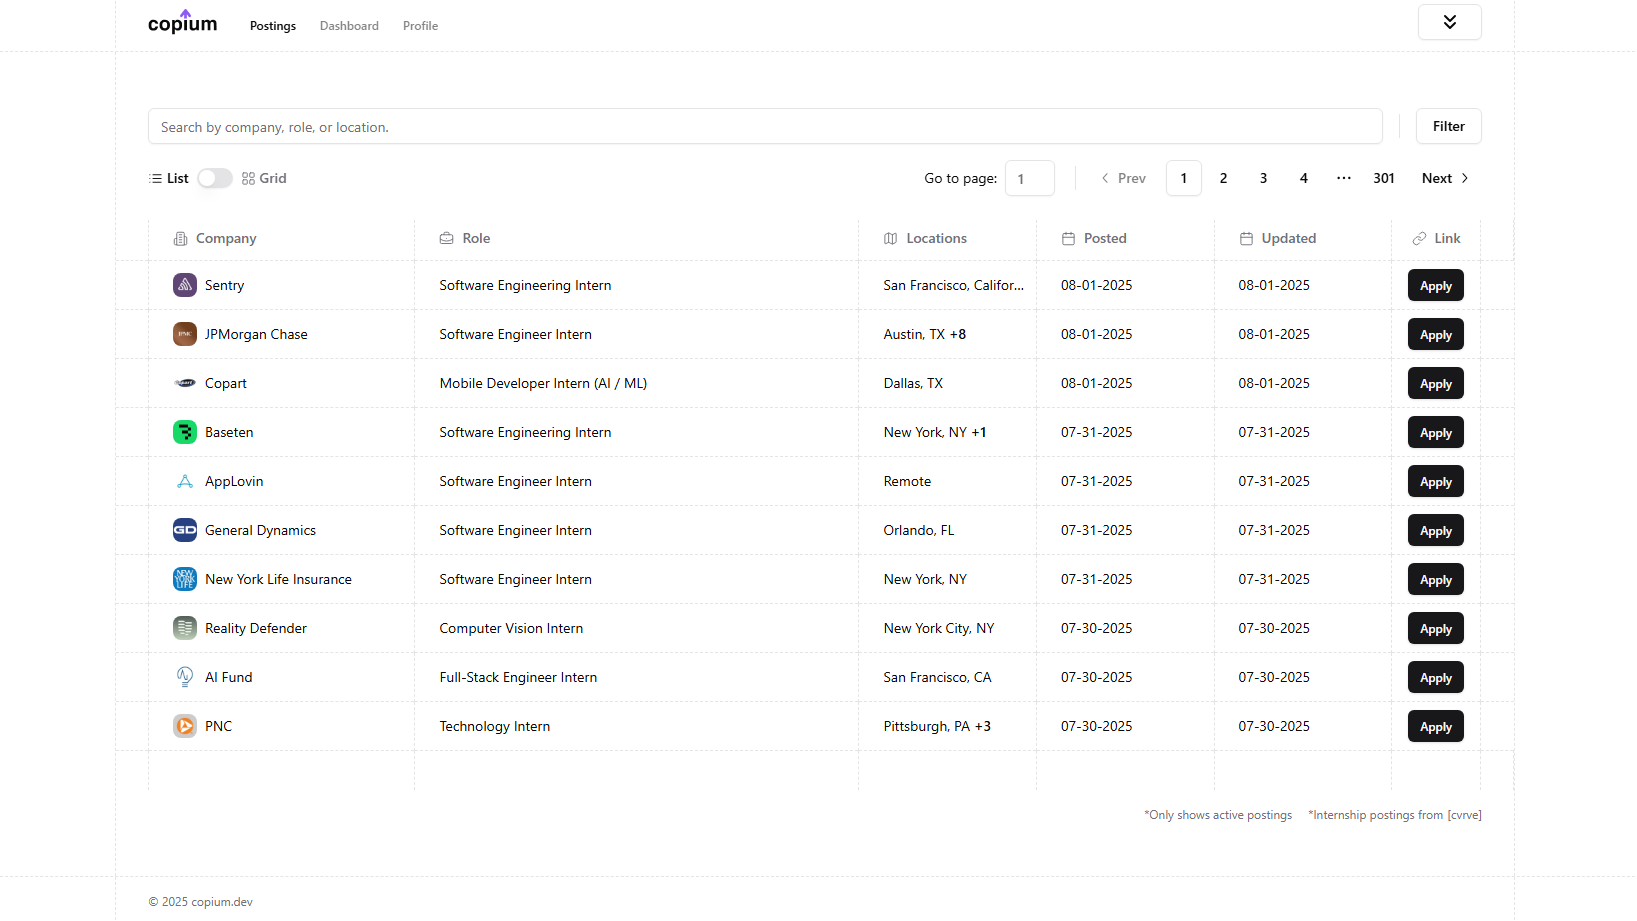 copium Postings Dashboard Profile
Search by company, role, or location. Filter
List Grid Go to page: 1 Prev 1 2 3 4 ··· 301 Next
Company Role Locations Posted Updated Link
Sentry Software Engineering Intern San Francisco, Califor... 08-01-2025 08-01-2025 Apply
JPMorgan Chase Software Engineer Intern Austin, TX +8 08-01-2025 08-01-2025 Apply
Copart Mobile Developer Intern (AI / ML) Dallas, TX 08-01-2025 08-01-2025 Apply
Baseten Software Engineering Intern New York, NY +1 07-31-2025 07-31-2025 Apply
AppLovin Software Engineer Intern Remote 07-31-2025 07-31-2025 Apply
GD General Dynamics Software Engineer Intern Orlando, FL 07-31-2025 07-31-2025 Apply
NEW YORK LIFE New York Life Insurance Software Engineer Intern New York, NY 07-31-2025 07-31-2025 Apply
Reality Defender Computer Vision Intern New York City, NY 07-30-2025 07-30-2025 Apply
AI Fund Full-Stack Engineer Intern San Francisco, CA 07-30-2025 07-30-2025 Apply
PNC Technology Intern Pittsburgh, PA +3 07-30-2025 07-30-2025 Apply
*Only shows active postings *Internship postings from [cvrve]
© 2025 copium.dev